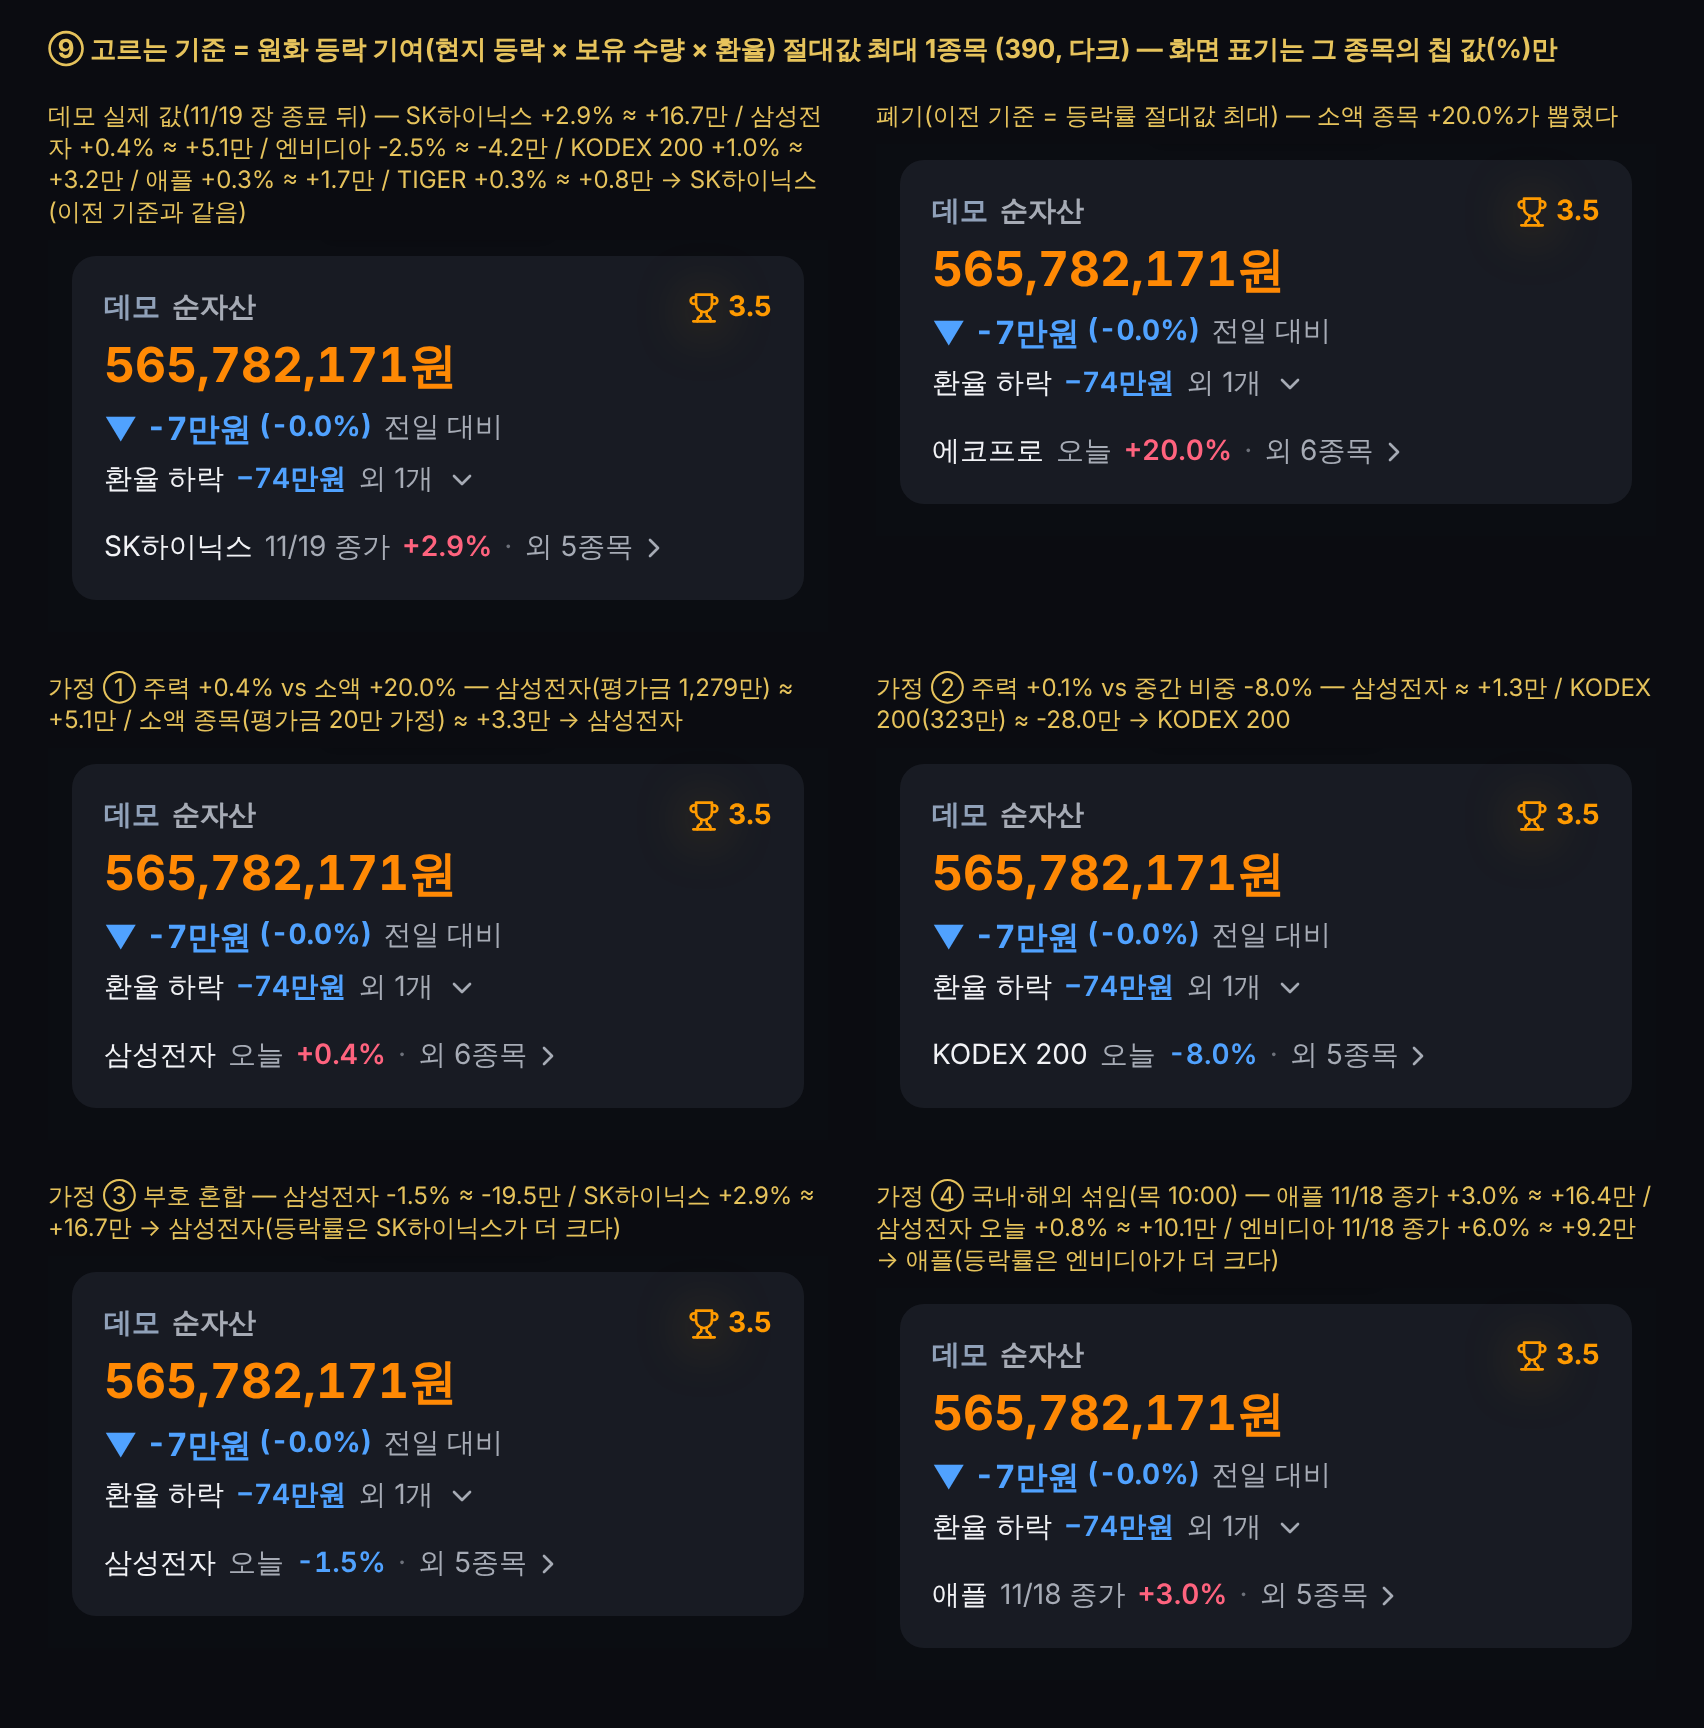 ⑨ 고르는 기준 = 원화 등락 기여(현지 등락 × 보유 수량 × 환율) 절대값 최대 1종목 (390, 다크) — 화면 표기는 그 종목의 칩 값(%)만
데모 실제 값(11/19 장 종료 뒤) — SK하이닉스 +2.9% ≈ +16.7만 / 삼성전
자 +0.4% ≈ +5.1만 / 엔비디아 -2.5% ≈ -4.2만 / KODEX 200 +1.0% ≈
+3.2만 / 애플 +0.3% ≈ +1.7만 / TIGER +0.3% ≈ +0.8만 → SK하이닉스
(이전 기준과 같음)
데모 순자산 3.5
565,782,171원
▼ -7만원 (-0.0%) 전일 대비
환율 하락 −74만원 외 1개
SK하이닉스 11/19 종가 +2.9% · 외 5종목
폐기(이전 기준 = 등락률 절대값 최대) — 소액 종목 +20.0%가 뽑혔다
데모 순자산 3.5
565,782,171원
▼ -7만원 (-0.0%) 전일 대비
환율 하락 −74만원 외 1개
에코프로 오늘 +20.0% · 외 6종목
가정 ① 주력 +0.4% vs 소액 +20.0% — 삼성전자(평가금 1,279만) ≈
+5.1만 / 소액 종목(평가금 20만 가정) ≈ +3.3만 → 삼성전자
데모 순자산 3.5
565,782,171원
▼ -7만원 (-0.0%) 전일 대비
환율 하락 −74만원 외 1개
삼성전자 오늘 +0.4% · 외 6종목
가정 ② 주력 +0.1% vs 중간 비중 -8.0% — 삼성전자 ≈ +1.3만 / KODEX
200(323만) ≈ -28.0만 → KODEX 200
데모 순자산 3.5
565,782,171원
▼ -7만원 (-0.0%) 전일 대비
환율 하락 −74만원 외 1개
KODEX 200 오늘 -8.0% · 외 5종목
가정 ③ 부호 혼합 — 삼성전자 -1.5% ≈ -19.5만 / SK하이닉스 +2.9% ≈
+16.7만 → 삼성전자(등락률은 SK하이닉스가 더 크다)
데모 순자산 3.5
565,782,171원
▼ -7만원 (-0.0%) 전일 대비
환율 하락 −74만원 외 1개
삼성전자 오늘 -1.5% · 외 5종목
가정 ④ 국내·해외 섞임(목 10:00) — 애플 11/18 종가 +3.0% ≈ +16.4만 /
삼성전자 오늘 +0.8% ≈ +10.1만 / 엔비디아 11/18 종가 +6.0% ≈ +9.2만
→ 애플(등락률은 엔비디아가 더 크다)
데모 순자산 3.5
565,782,171원
▼ -7만원 (-0.0%) 전일 대비
환율 하락 −74만원 외 1개
애플 11/18 종가 +3.0% · 외 5종목